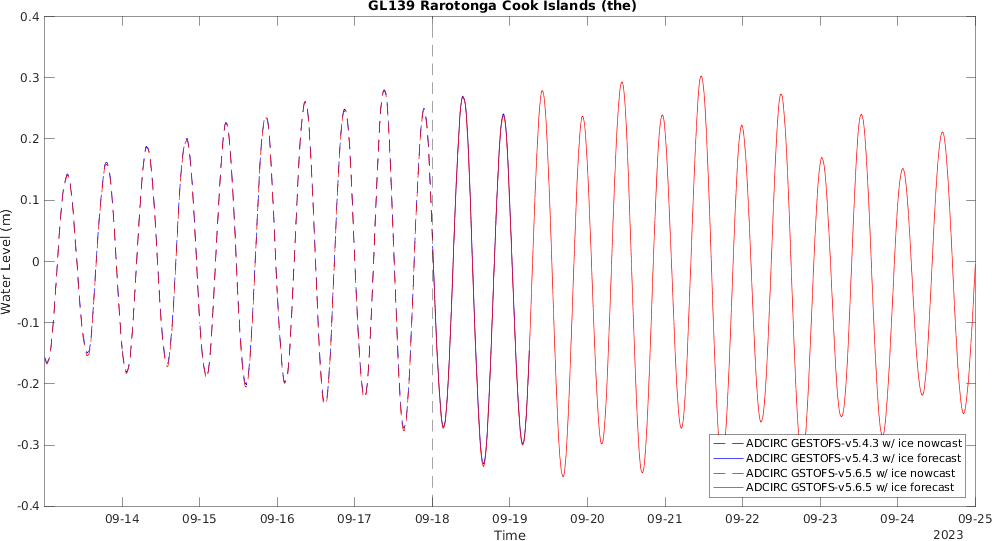 GL139 Rarotonga Cook Islands (the)
0.4
0.3
0.2
0.1
0
-0.1
-0.2
-0.3
-0.4
Water Level (m)
ADCIRC GESTOFS-v5.4.3 w/ ice nowcast
ADCIRC GESTOFS-v5.4.3 w/ ice forecast
ADCIRC GSTOFS-v5.6.5 w/ ice nowcast
ADCIRC GSTOFS-v5.6.5 w/ ice forecast
09-14 09-15 09-16 09-17 09-18 09-19 09-20 09-21 09-22 09-23 09-24 09-25
Time
2023